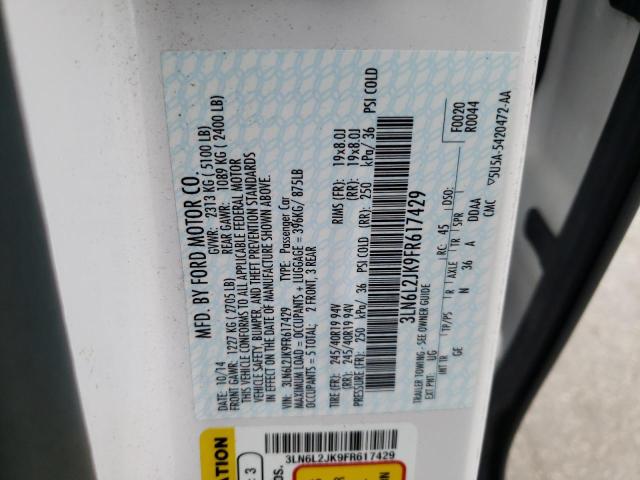 MFD. BY FORD MOTOR CO.
10/14 GVWR: 2313 KG ( 5100 LB)
FRONT GAWR: 1227 KG ( 2705 LB) REAR GAWR: 1089 KG ( 2400 LB)
THIS VEHICLE CONFORMS TO ALL APPLICABLE FEDERAL MOTOR
VEHICLE SAFETY, BUMPER, AND THEFT PREVENTION STANDARDS
IN EFFECT ON THE DATE OF MANUFACTURE SHOWN ABOVE.
VIN: 3LN6L2JK9FR617429 TYPE: Passenger Car
MAXIMUM LOAD = OCCUPANTS + LUGGAGE = 396KG/ 875LB
OCCUPANTS = 5 TOTAL: 2 FRONT, 3 REAR
TIRE (FR): 245/40R19 94V RIMS (FR): 19x8.0J
(RR): 245/40R19 94V (RR): 19x8.0J
PRESSURE (FR): 250 kPa/ 36 PSI COLD (RR): 250 kPa/ 36 PSI COLD
3LN6L2JK9FR617429
F0020
R0044
TRAILER TOWING - SEE OWNER GUIDE
EXT PNT: UG RC: 45 DSO:
INT TR TP/PS R AXLE TR SPR
GE N 36 A DDAA
CMC ▽5U5A-5420472-AA
3LN6L2JK9FR617429
3